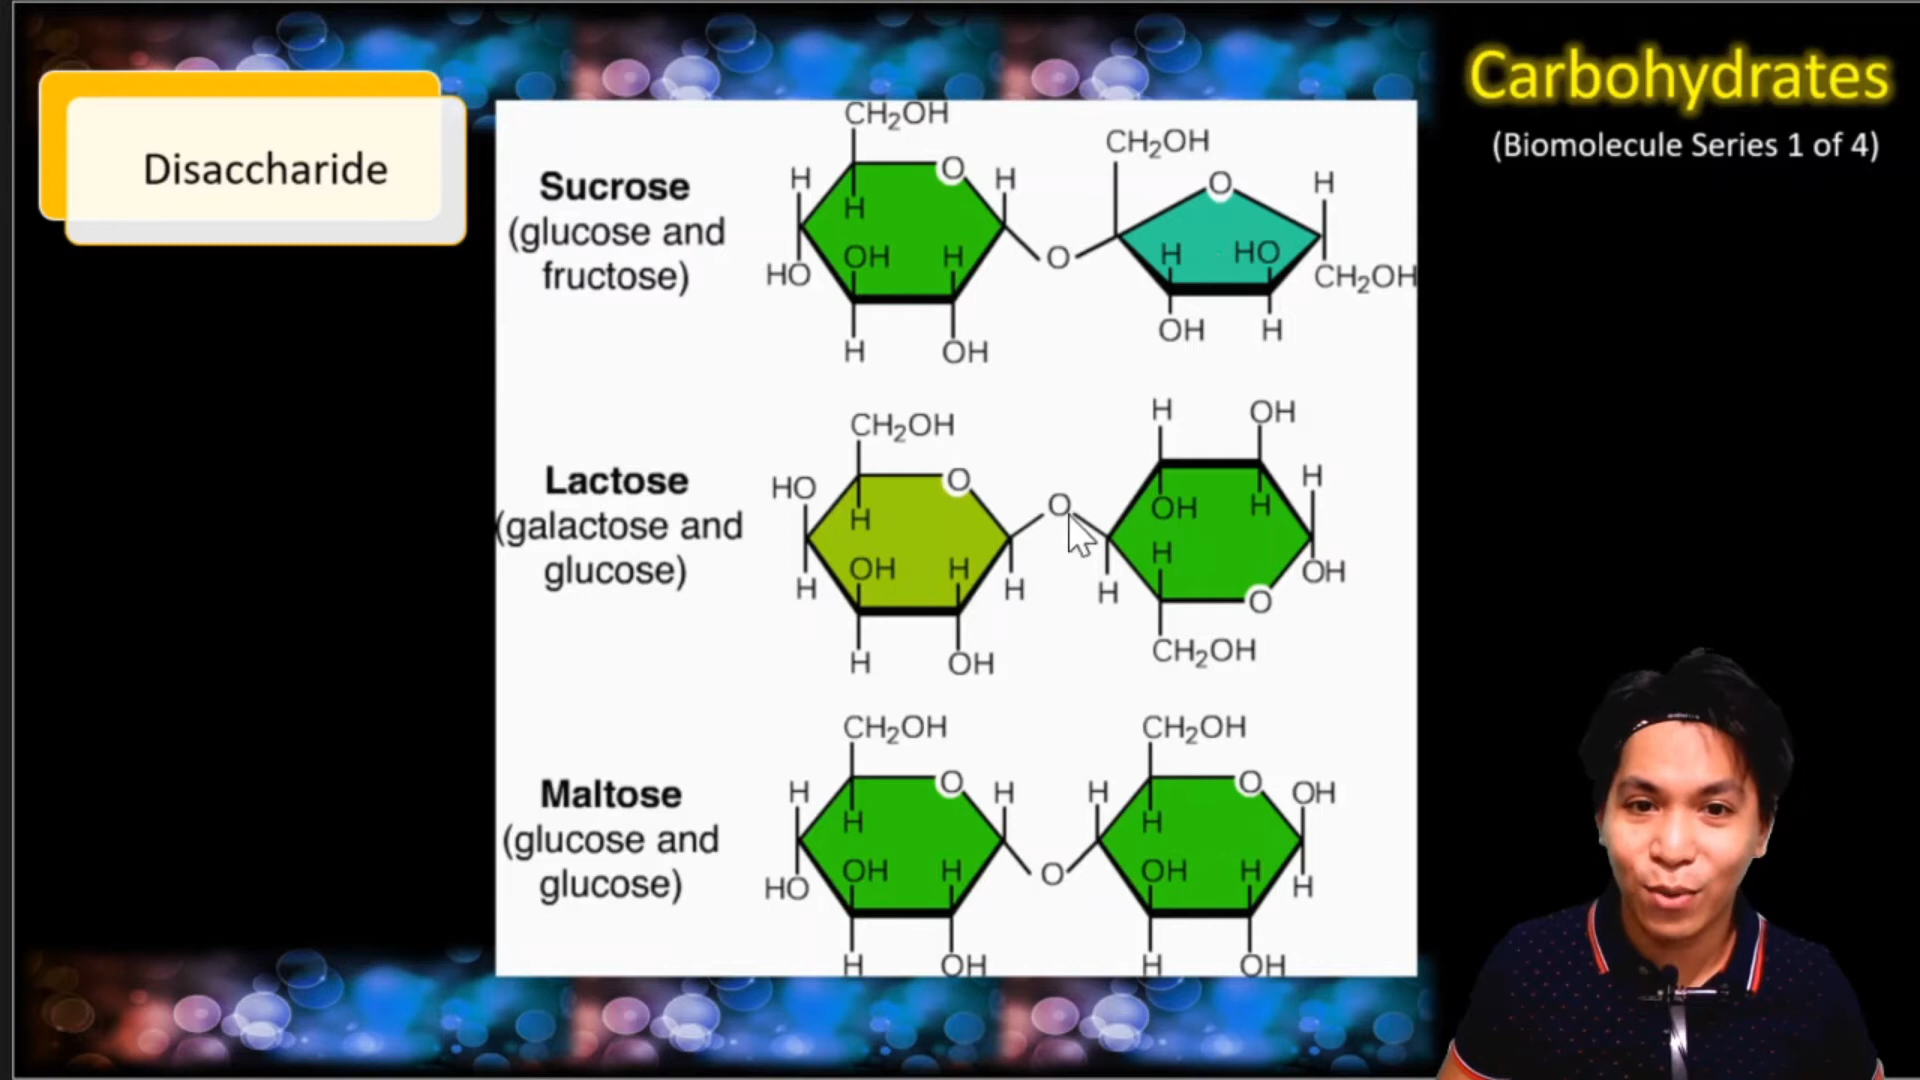 Carbohydrates
(Biomolecule Series 1 of 4)
Disaccharide
Sucrose
(glucose and
fructose)
CH₂OH
O
H
H
H
OH
H
HO
H
OH
O
CH₂OH
O
H
H
HO
CH₂OH
OH
H
Lactose
(galactose and
glucose)
CH₂OH
HO
O
H
OH
H
H
H
H
OH
O
H
OH
H
OH
H
H
H
OH
O
CH₂OH
Maltose
(glucose and
glucose)
CH₂OH
H
O
H
H
OH
H
HO
H
OH
O
CH₂OH
H
O
OH
H
OH
H
H
H
OH